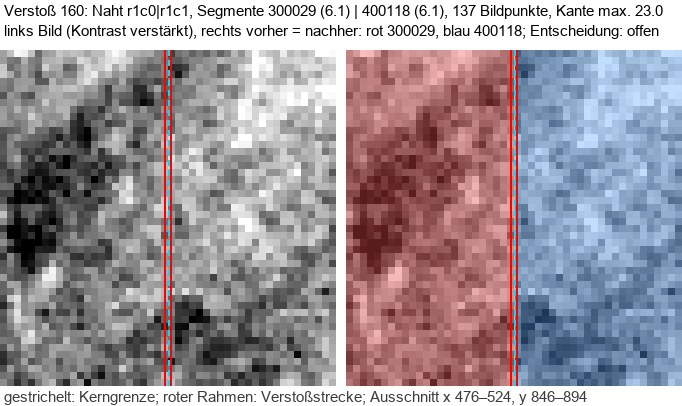 Verstoß 160: Naht r1c0|r1c1, Segmente 300029 (6.1) | 400118 (6.1), 137 Bildpunkte, Kante max. 23.0
links Bild (Kontrast verstärkt), rechts vorher = nachher: rot 300029, blau 400118; Entscheidung: offen
gestrichelt: Kerngrenze; roter Rahmen: Verstoßstrecke; Ausschnitt x 476–524, y 846–894